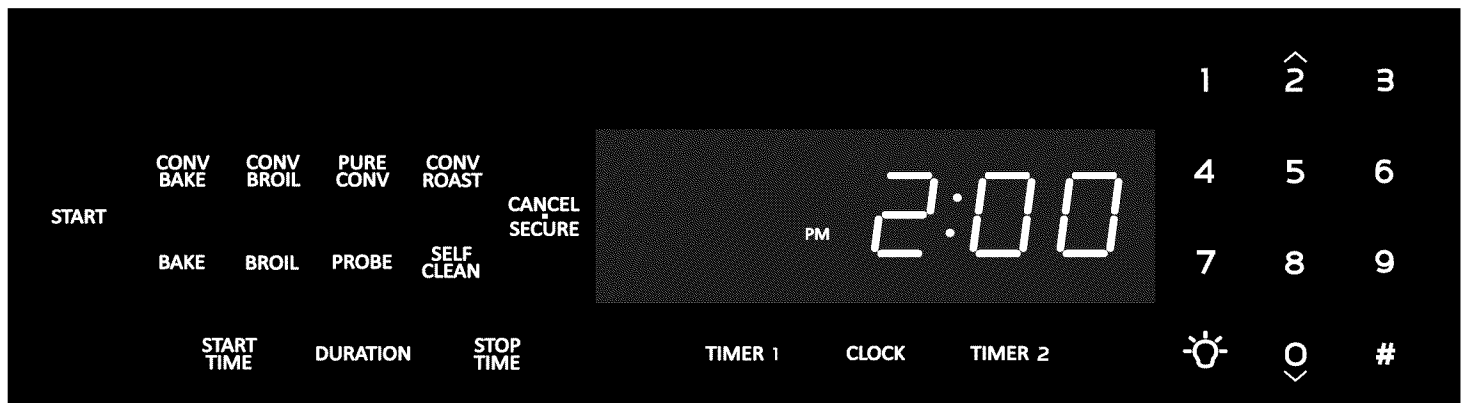 1 2 3
CONV CONV PURE CONV
BAKE BROIL CONV ROAST
4 5 6
START
CANCEL
SECURE
PM 2:00
BAKE BROIL PROBE SELF
CLEAN
7 8 9
START
TIME
DURATION
STOP
TIME
TIMER 1
CLOCK
TIMER 2
0 #